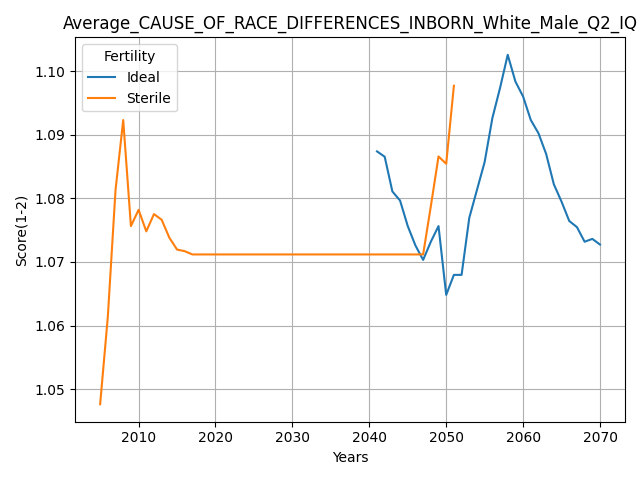 Average_CAUSE_OF_RACE_DIFFERENCES_INBORN_White_Male_Q2_IQ
Fertility
Ideal
Sterile
Score(1-2)
1.10
1.09
1.08
1.07
1.06
1.05
2010
2020
2030
2040
2050
2060
2070
Years